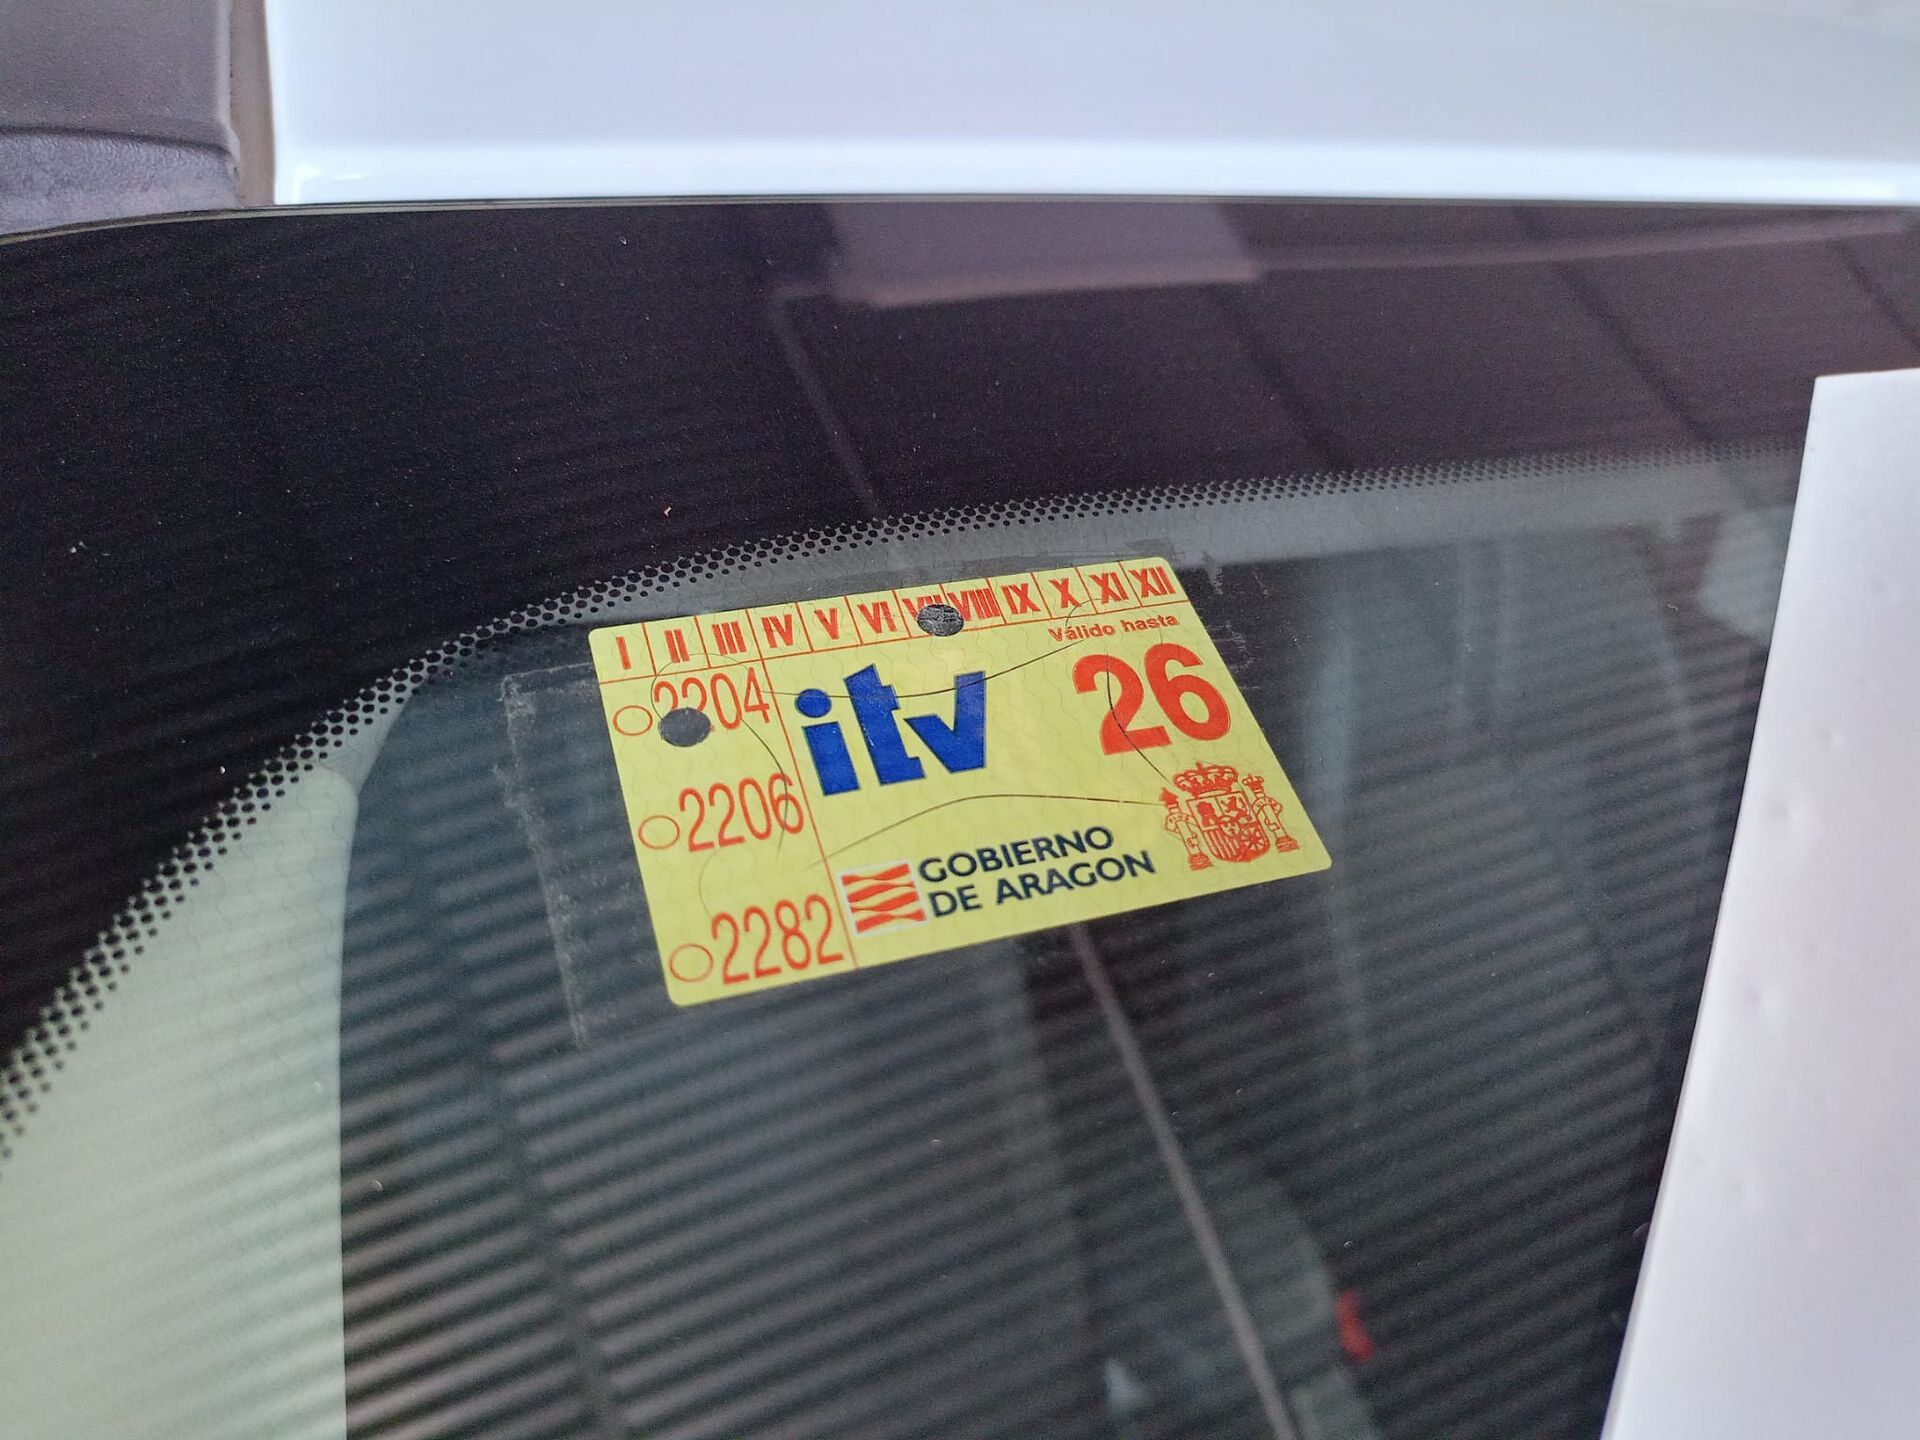 I II III IV V VI VII VIII IX X XI XII
Válido hasta
2204
itv 26
2206
GOBIERNO
DE ARAGON
2282